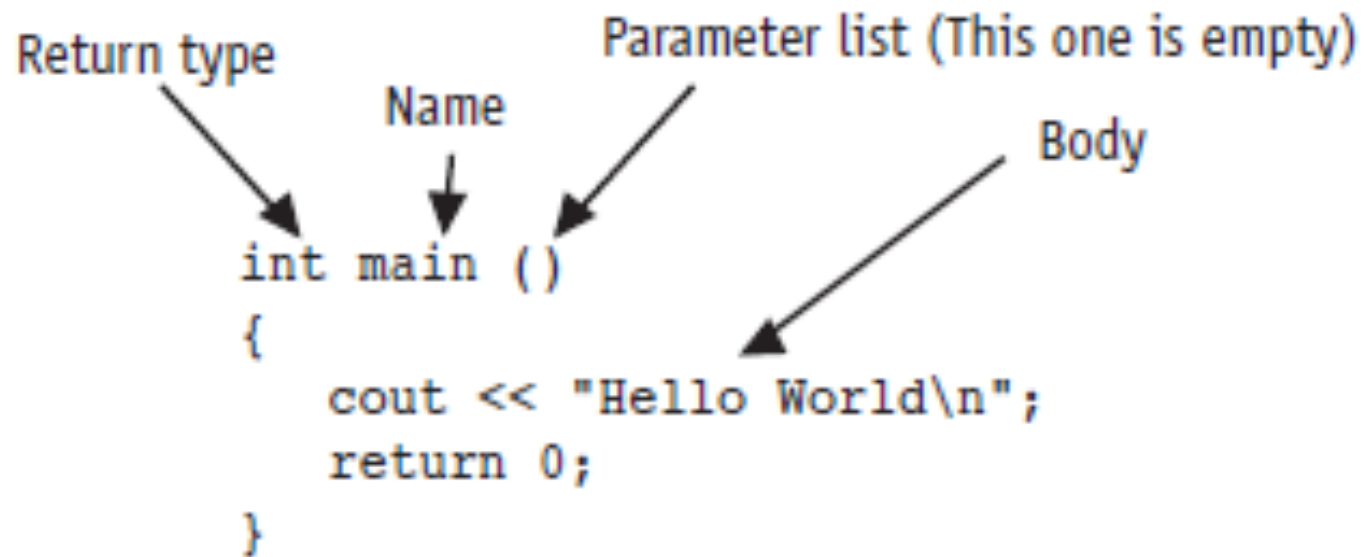 Return type
Name
Parameter list (This one is empty)
Body
int main ()
{
cout << "Hello World\n";
return 0;
}